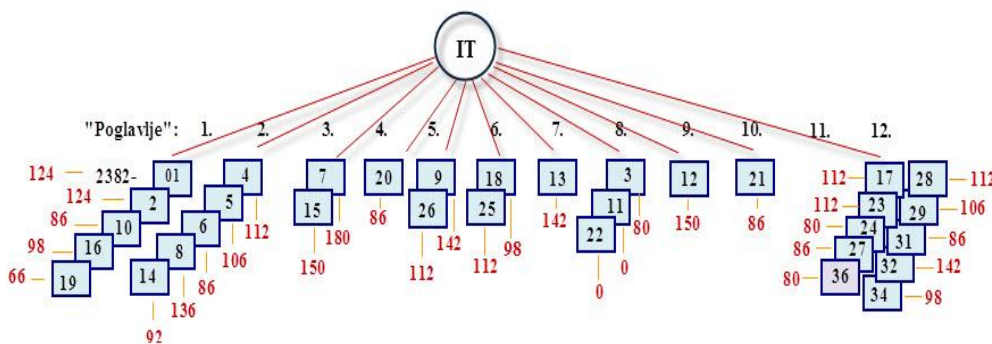 IT
"Poglavlje": 1. 2. 3. 4. 5. 6. 7. 8. 9. 10. 11. 12.
124 2382- 01 4 7 20 9 18 13 3 12 21 112 17 28 112
124 2 5 112 15 180 86 26 142 25 98 142 11 80 150 86 112 23 29 106
86 10 6 106 150 112 112 22 0 80 24 31 86
98 16 8 86 0 86 27 32 142
66 19 14 136 80 36 34 98
92